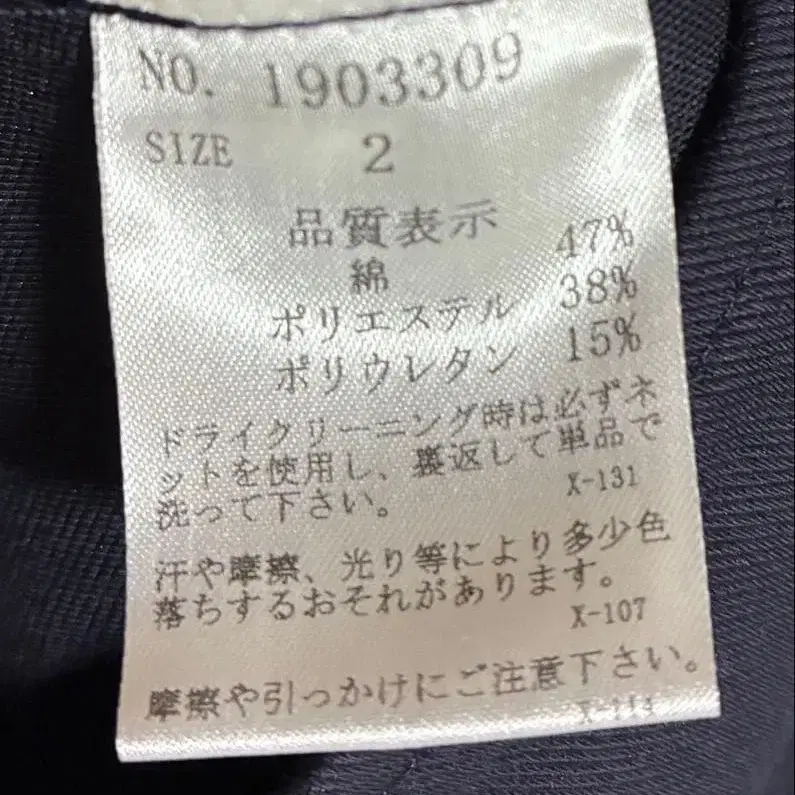 NO. 1903309
SIZE 2
品質表示
綿 47%
ポリエステル 38%
ポリウレタン 15%
ドライクリーニング時は必ずネ
ットを使用し、裏返して単品で
洗って下さい。
X-131
汗や摩擦、光り等により多少色
落ちするおそれがあります。
X-107
摩擦や引っかけにご注意下さい。
X-114